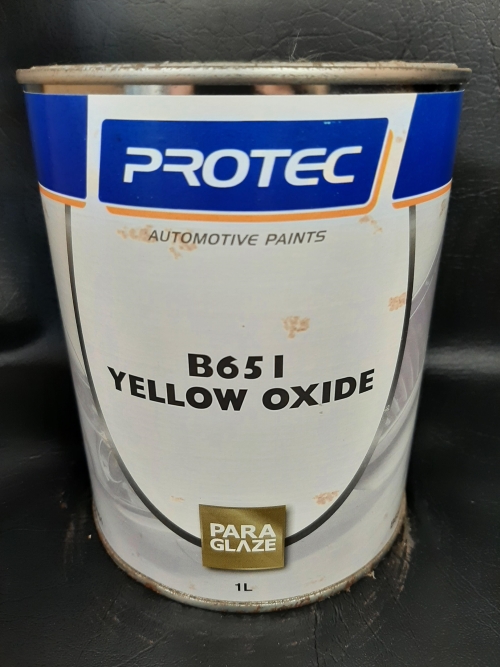 PROTEC
AUTOMOTIVE PAINTS
B651
YELLOW OXIDE
PARA
GLAZE
1L